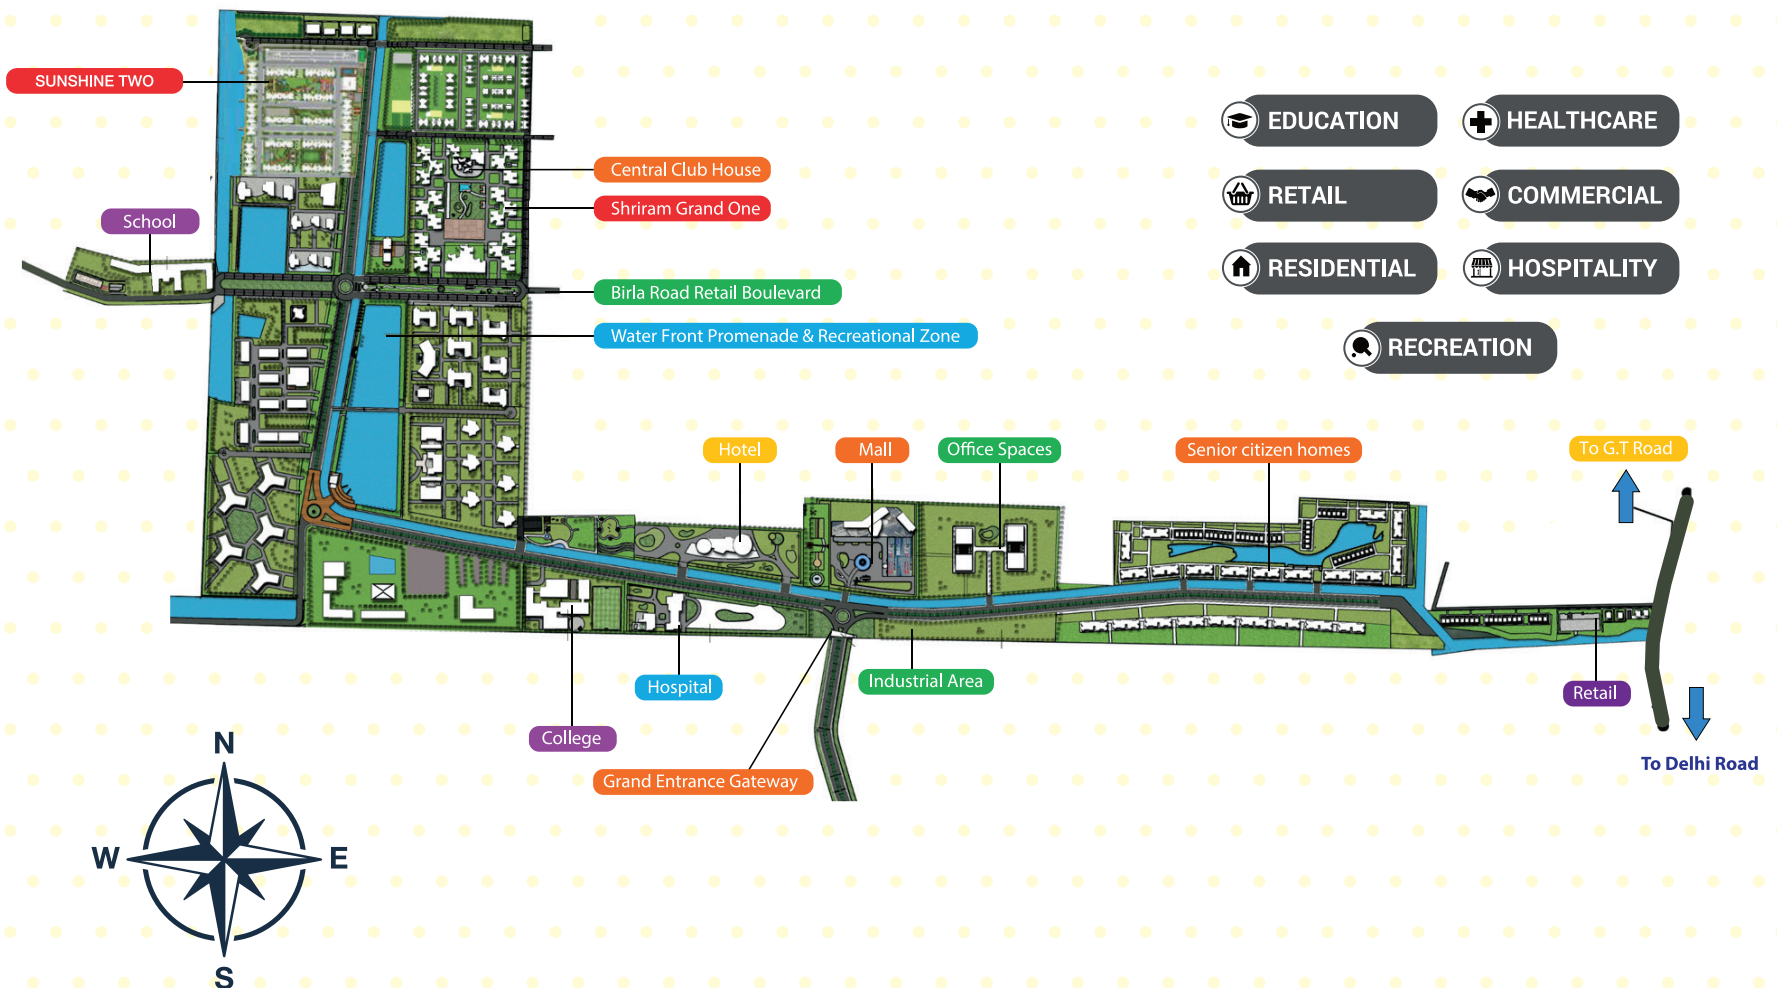 SUNSHINE TWO
School
Central Club House
Shriram Grand One
Birla Road Retail Boulevard
Water Front Promenade & Recreational Zone
EDUCATION
HEALTHCARE
RETAIL
COMMERCIAL
RESIDENTIAL
HOSPITALITY
RECREATION
Hotel
Mall
Office Spaces
Senior citizen homes
To G.T Road
Hospital
Industrial Area
Retail
College
Grand Entrance Gateway
To Delhi Road
N
W
E
S